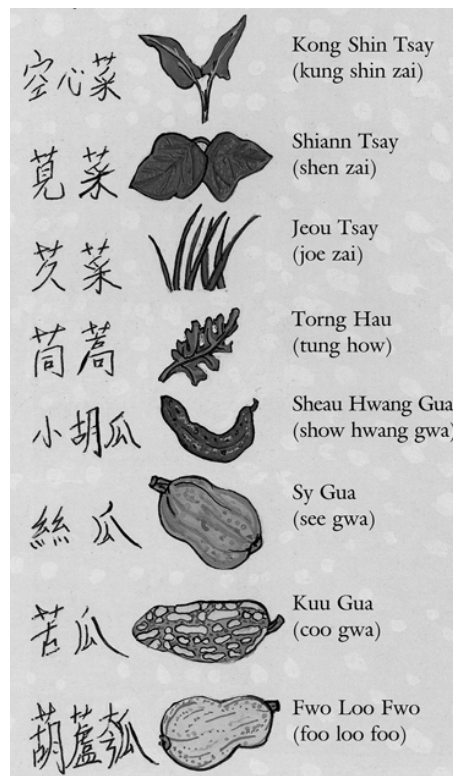 空心菜
Kong Shin Tsay
(kung shin zai)
莧菜
Shiann Tsay
(shen zai)
菜
Jeou Tsay
(joe zai)
茼蒿
Torng Hau
(tung how)
小胡瓜
Sheau Hwang Gua
(show hwang gwa)
絲瓜
Sy Gua
(see gwa)
苦瓜
Kuu Gua
(coo gwa)
葫蘆瓠
Fwo Loo Fwo
(foo loo foo)